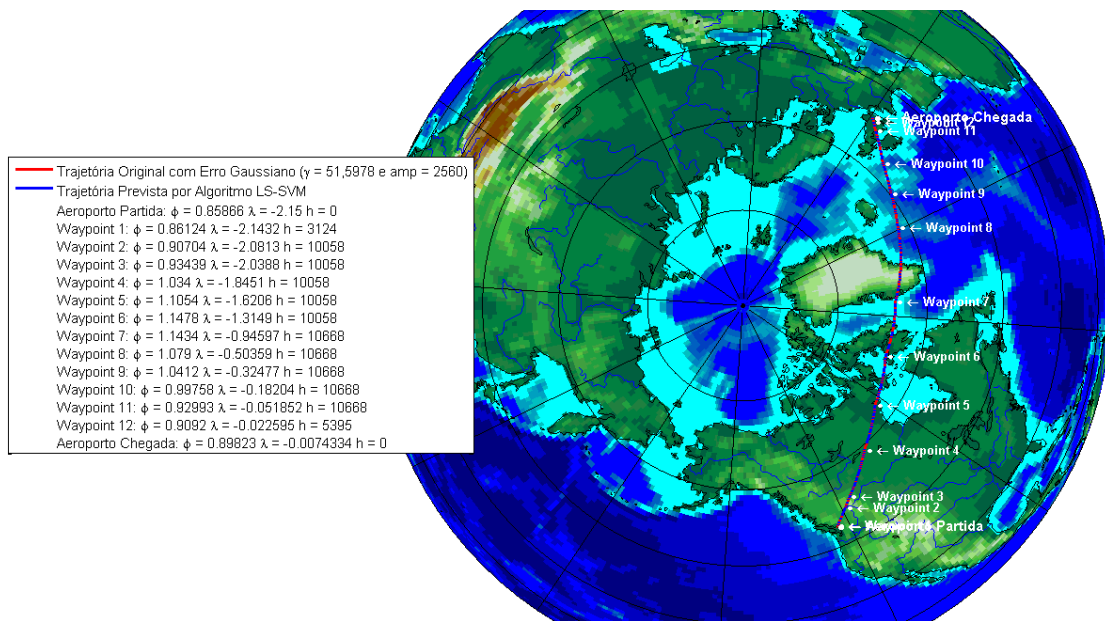 Trajetória Original com Erro Gaussiano (γ = 51,5978 e amp = 2560)
Trajetória Prevista por Algoritmo LS-SVM
Aeroporto Partida: ϕ = 0.85866 λ = -2.15 h = 0
Waypoint 1: ϕ = 0.86124 λ = -2.1432 h = 3124
Waypoint 2: ϕ = 0.90704 λ = -2.0813 h = 10058
Waypoint 3: ϕ = 0.93439 λ = -2.0388 h = 10058
Waypoint 4: ϕ = 1.034 λ = -1.8451 h = 10058
Waypoint 5: ϕ = 1.1054 λ = -1.6206 h = 10058
Waypoint 6: ϕ = 1.1478 λ = -1.3149 h = 10058
Waypoint 7: ϕ = 1.1434 λ = -0.94597 h = 10668
Waypoint 8: ϕ = 1.079 λ = -0.50359 h = 10668
Waypoint 9: ϕ = 1.0412 λ = -0.32477 h = 10668
Waypoint 10: ϕ = 0.99758 λ = -0.18204 h = 10668
Waypoint 11: ϕ = 0.92993 λ = -0.051852 h = 10668
Waypoint 12: ϕ = 0.9092 λ = -0.022595 h = 5395
Aeroporto Chegada: ϕ = 0.89823 λ = -0.0074334 h = 0
← Aeroporto Chegada
← Waypoint 12
← Waypoint 11
← Waypoint 10
← Waypoint 9
← Waypoint 8
← Waypoint 7
← Waypoint 6
← Waypoint 5
← Waypoint 4
← Waypoint 3
← Waypoint 2
← Partida